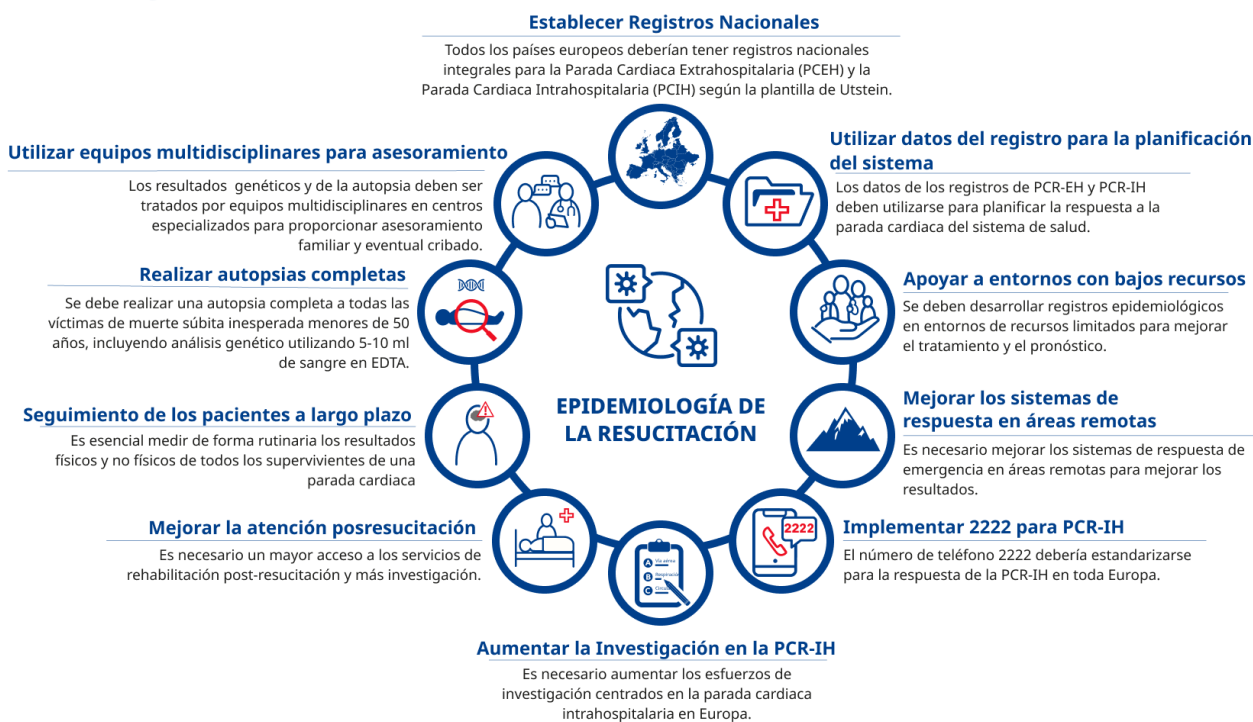 Establecer Registros Nacionales
Todos los países europeos deberían tener registros nacionales
integrales para la Parada Cardiaca Extrahospitalaria (PCEH) y la
Parada Cardiaca Intrahospitalaria (PCIH) según la plantilla de Utstein.
Utilizar datos del registro para la planificación
del sistema
Los datos de los registros de PCR-EH y PCR-IH
deben utilizarse para planificar la respuesta a la
parada cardiaca del sistema de salud.
Apoyar a entornos con bajos recursos
Se deben desarrollar registros epidemiológicos
en entornos de recursos limitados para mejorar
el tratamiento y el pronóstico.
Mejorar los sistemas de
respuesta en áreas remotas
Es necesario mejorar los sistemas de respuesta de
emergencia en áreas remotas para mejorar los
resultados.
2222
Implementar 2222 para PCR-IH
El número de teléfono 2222 debería estandarizarse
para la respuesta de la PCR-IH en toda Europa.
A Vía aérea
B Respiración
C
Aumentar la Investigación en la PCR-IH
Es necesario aumentar los esfuerzos de
investigación centrados en la parada cardiaca
intrahospitalaria en Europa.
Mejorar la atención posresucitación
Es necesario un mayor acceso a los servicios de
rehabilitación post-resucitación y más investigación.
Seguimiento de los pacientes a largo plazo
Es esencial medir de forma rutinaria los resultados
físicos y no físicos de todos los supervivientes de una
parada cardiaca
Realizar autopsias completas
Se debe realizar una autopsia completa a todas las
víctimas de muerte súbita inesperada menores de 50
años, incluyendo análisis genético utilizando 5-10 ml
de sangre en EDTA.
Utilizar equipos multidisciplinares para asesoramiento
Los resultados genéticos y de la autopsia deben ser
tratados por equipos multidisciplinares en centros
especializados para proporcionar asesoramiento
familiar y eventual cribado.
EPIDEMIOLOGÍA DE
LA RESUCITACIÓN